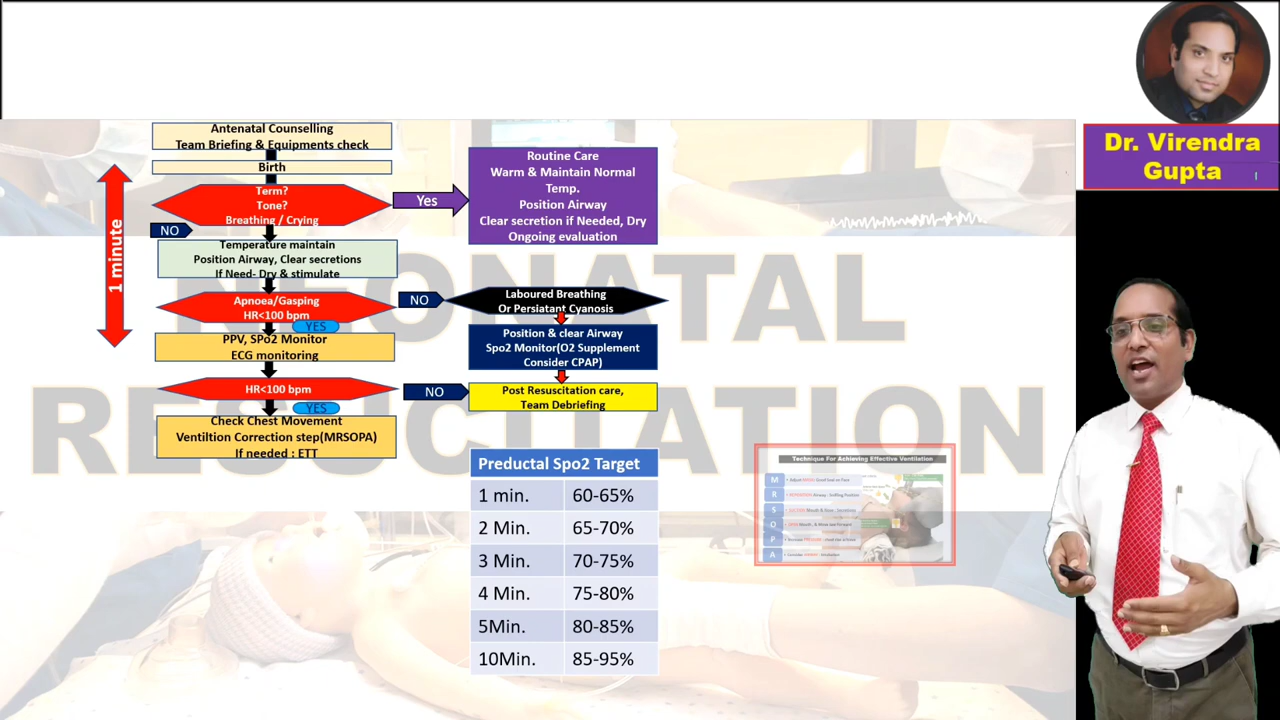 Dr. Virendra
Gupta
Antenatal Counselling
Team Briefing & Equipments check
Birth
Term?
Tone?
Breathing / Crying
Yes
Routine Care
Warm & Maintain Normal
Temp.
Position Airway
Clear secretion if Needed, Dry
Ongoing evaluation
1 minute
NO
Temperature maintain
Position Airway, Clear secretions
If Need- Dry & stimulate
Apnoea/Gasping
HR<100 bpm
NO
Laboured Breathing
Or Persiatant Cyanosis
YES
PPV, SPo2 Monitor
ECG monitoring
Position & clear Airway
Spo2 Monitor(O2 Supplement
Consider CPAP)
HR<100 bpm
NO
Post Resuscitation care,
Team Debriefing
YES
Check Chest Movement
Ventiltion Correction step(MRSOPA)
If needed : ETT
NEONATAL
RESUCITATION
Preductal Spo2 Target
1 min. 60-65%
2 Min. 65-70%
3 Min. 70-75%
4 Min. 75-80%
5Min. 80-85%
10Min. 85-95%
Technique For Achieving Effective Ventilation
M
R
S
O
P
A